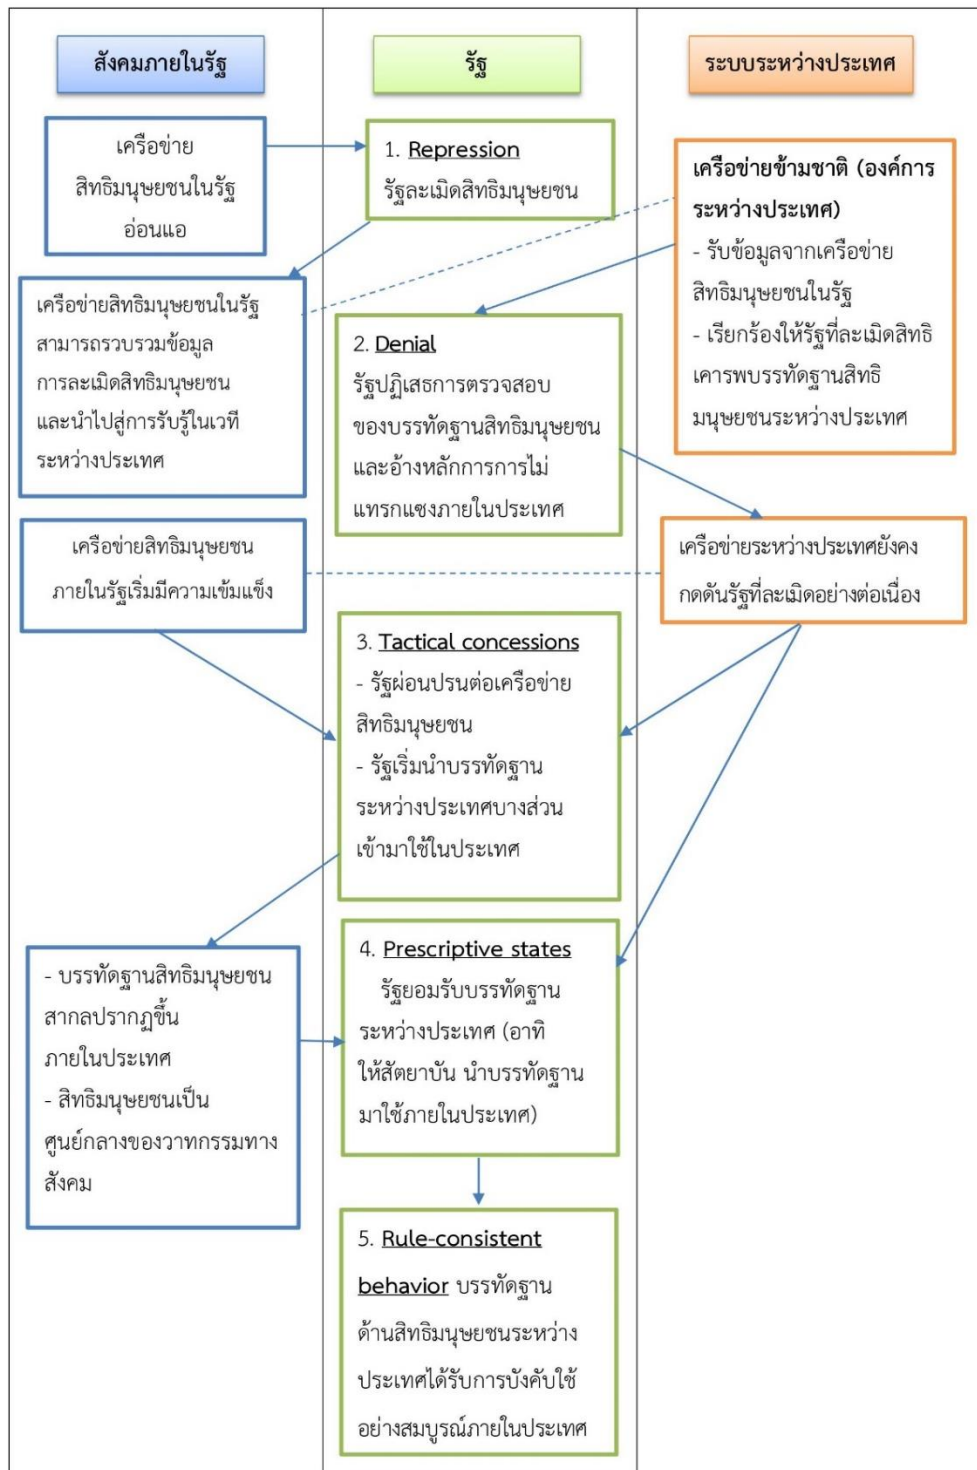 สังคมภายในรัฐ
รัฐ
ระบบระหว่างประเทศ
เครือข่าย
สิทธิมนุษยชนในรัฐ
อ่อนแอ
1. Repression
รัฐละเมิดสิทธิมนุษยชน
เครือข่ายข้ามชาติ (องค์การ
ระหว่างประเทศ)
- รับข้อมูลจากเครือข่าย
สิทธิมนุษยชนในรัฐ
- เรียกร้องให้รัฐที่ละเมิดสิทธิ
เคารพบรรทัดฐานสิทธิ
มนุษยชนระหว่างประเทศ
เครือข่ายสิทธิมนุษยชนในรัฐ
สามารถรวบรวมข้อมูล
การละเมิดสิทธิมนุษยชน
และนำไปสู่การรับรู้ในเวที
ระหว่างประเทศ
2. Denial
รัฐปฏิเสธการตรวจสอบ
ของบรรทัดฐานสิทธิมนุษยชน
และอ้างหลักการการไม่
แทรกแซงภายในประเทศ
เครือข่ายสิทธิมนุษยชน
ภายในรัฐเริ่มมีความเข้มแข็ง
เครือข่ายระหว่างประเทศยังคง
กดดันรัฐที่ละเมิดอย่างต่อเนื่อง
3. Tactical concessions
- รัฐผ่อนปรนต่อเครือข่าย
สิทธิมนุษยชน
- รัฐเริ่มนำบรรทัดฐาน
ระหว่างประเทศบางส่วน
เข้ามาใช้ในประเทศ
- บรรทัดฐานสิทธิมนุษยชน
สากลปรากฏขึ้น
ภายในประเทศ
- สิทธิมนุษยชนเป็น
ศูนย์กลางของวาทกรรมทาง
สังคม
4. Prescriptive states
รัฐยอมรับบรรทัดฐาน
ระหว่างประเทศ (อาทิ
ให้สัตยาบัน นำบรรทัดฐาน
มาใช้ภายในประเทศ)
5. Rule-consistent
behavior บรรทัดฐาน
ด้านสิทธิมนุษยชนระหว่าง
ประเทศได้รับการบังคับใช้
อย่างสมบูรณ์ภายในประเทศ